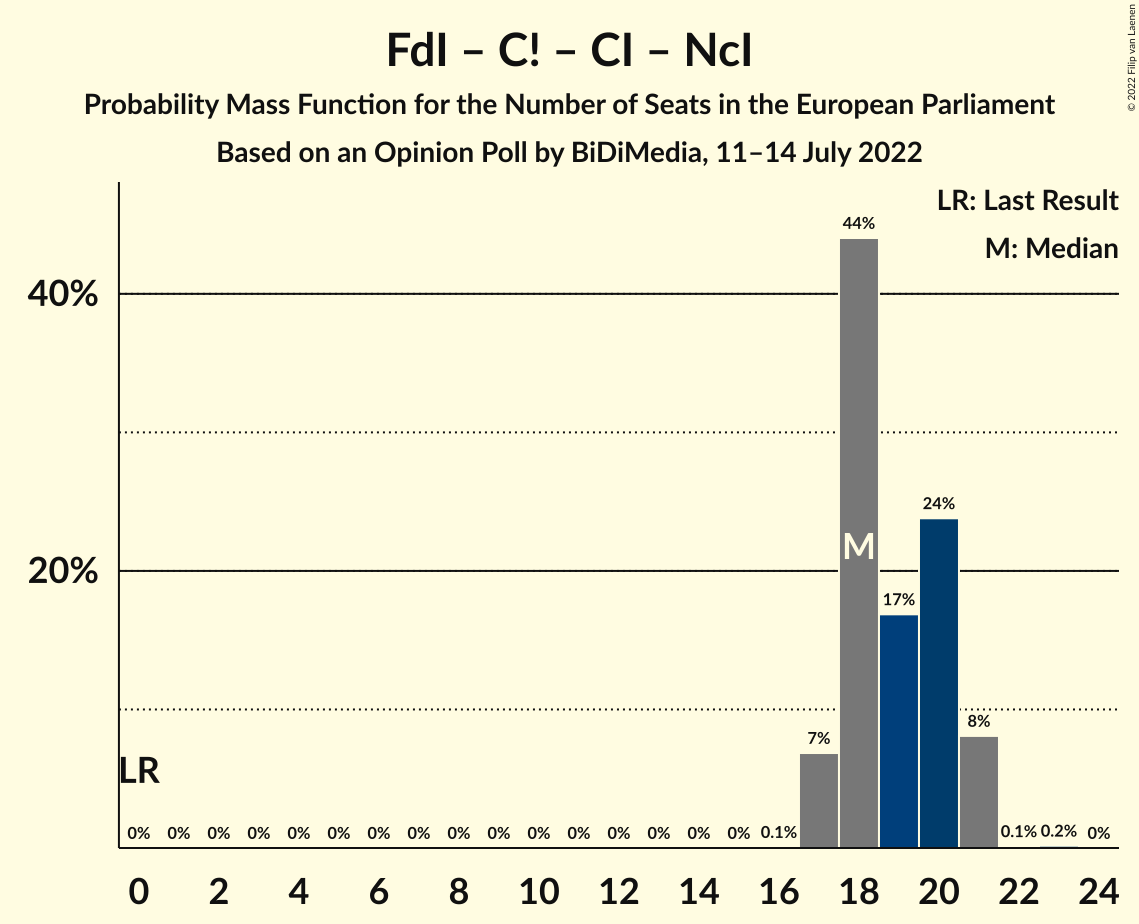 FdI – C! – CI – NcI
Probability Mass Function for the Number of Seats in the European Parliament
Based on an Opinion Poll by BiDiMedia, 11–14 July 2022
© 2022 Filip van Laenen
LR: Last Result
M: Median
44%
40%
24%
M
20%
17%
8%
7%
LR
0% 0% 0% 0% 0% 0% 0% 0% 0% 0% 0% 0% 0% 0% 0% 0% 0.1% 0.1% 0.2% 0%
0 2 4 6 8 10 12 14 16 18 20 22 24